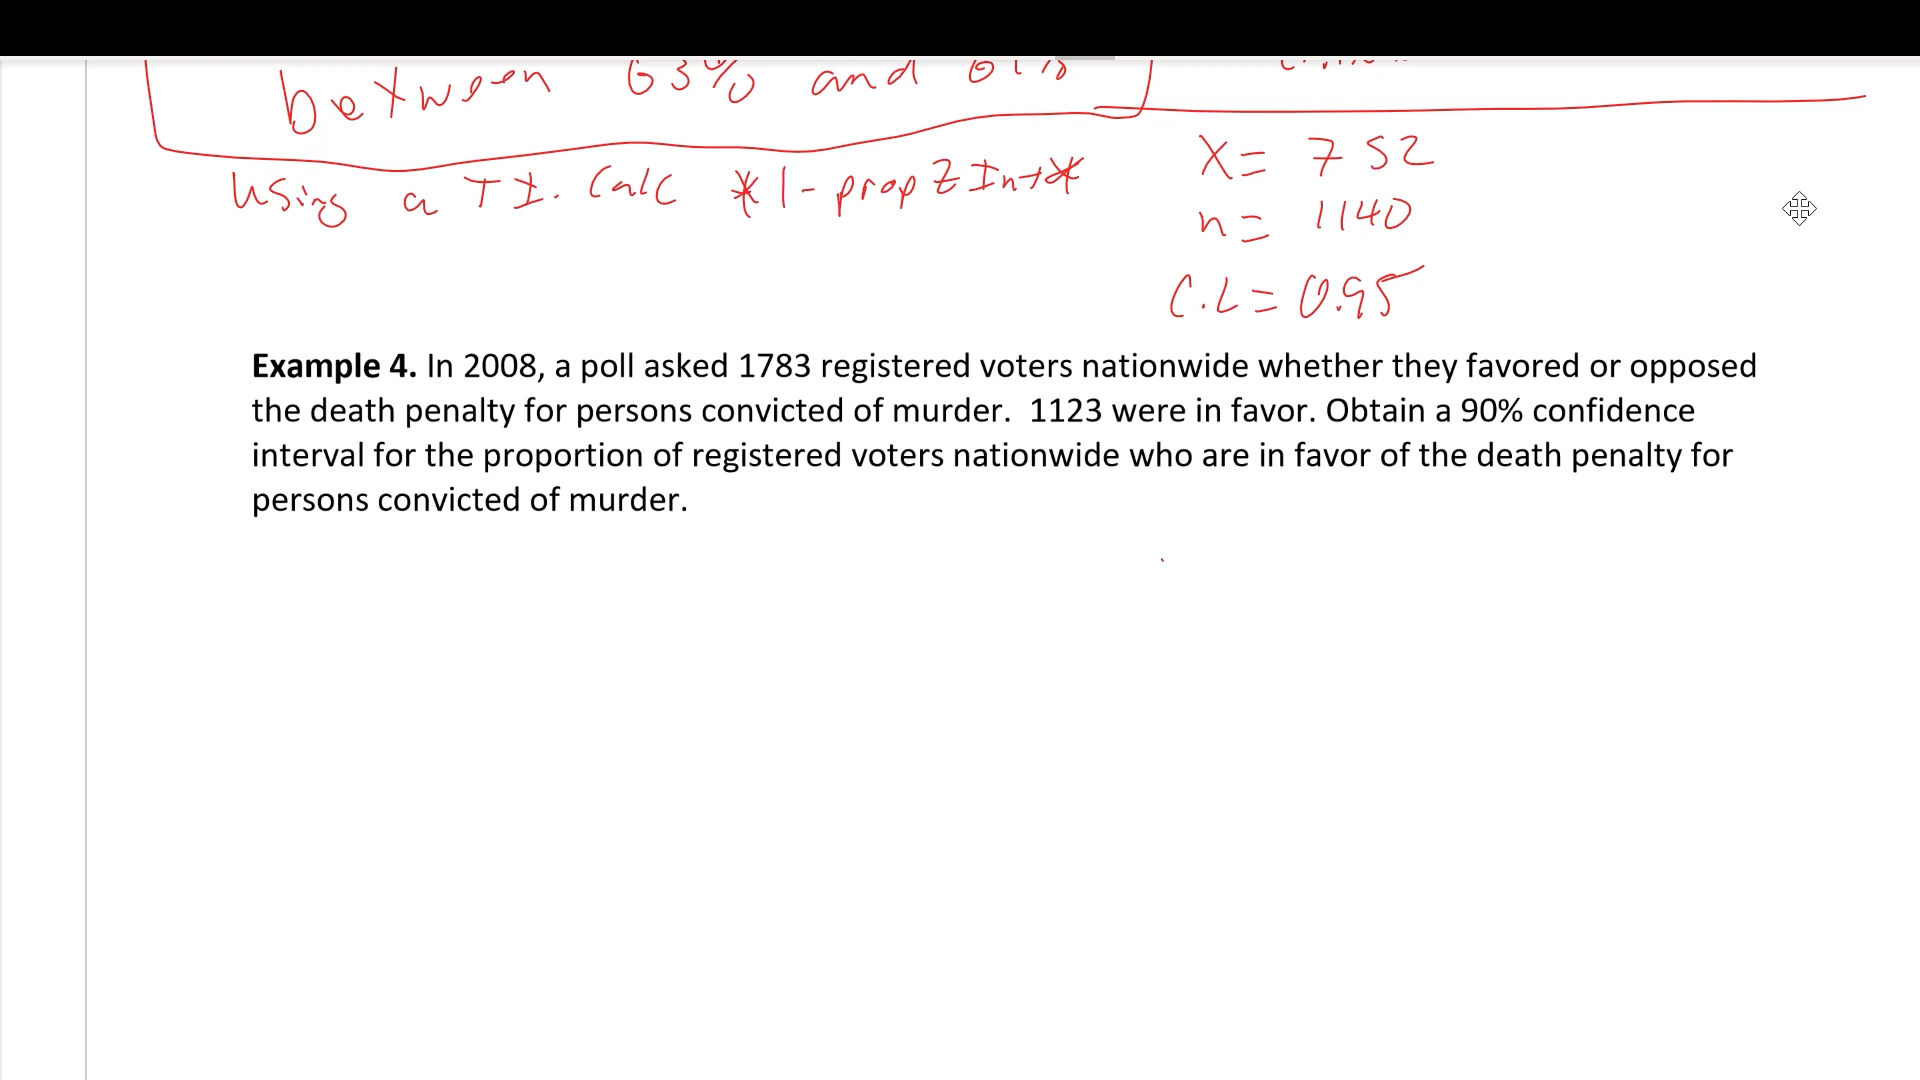 between 63% and
Using a TI. Calc *1-propZInt*
X = 752
n = 1140
C.L = 0.95
Example 4. In 2008, a poll asked 1783 registered voters nationwide whether they favored or opposed
the death penalty for persons convicted of murder.  1123 were in favor. Obtain a 90% confidence
interval for the proportion of registered voters nationwide who are in favor of the death penalty for
persons convicted of murder.